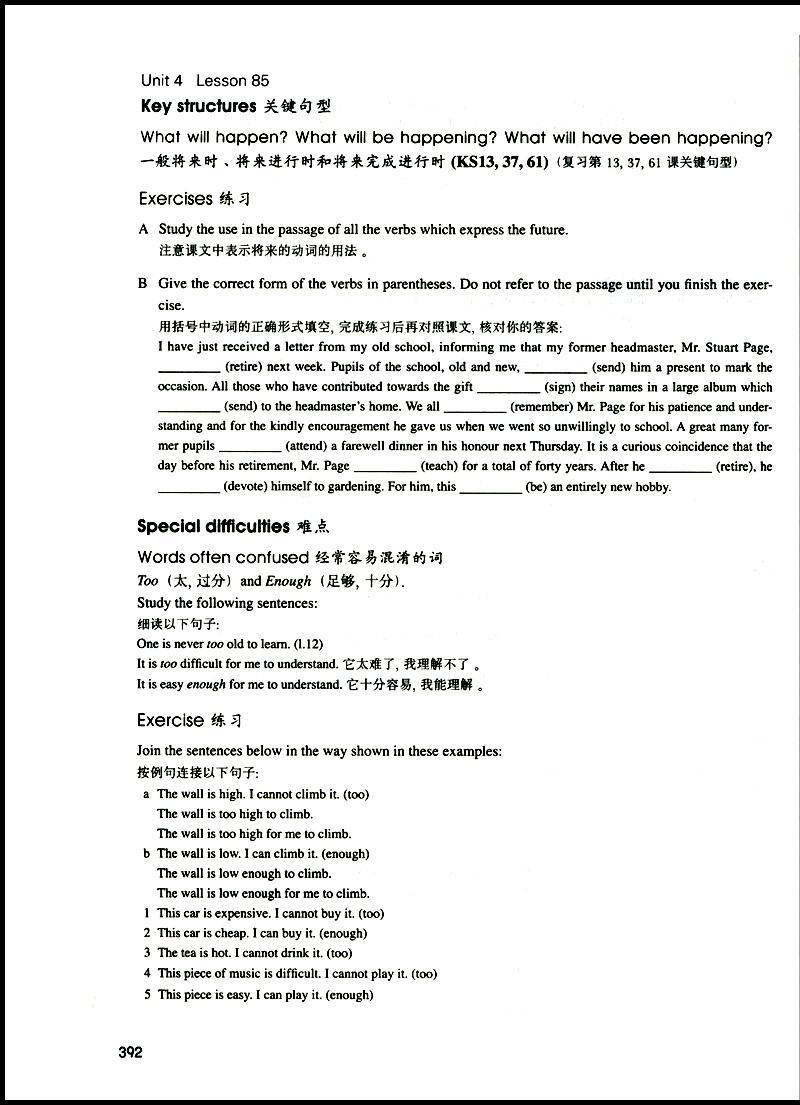 Unit 4 Lesson 85
Key structures 关键句型
What will happen? What will be happening? What will have been happening?
一般将来时、将来进行时和将来完成进行时 (KS13, 37, 61) (复习第 13, 37, 61 课关键句型)
Exercises 练习
A Study the use in the passage of all the verbs which express the future.
注意课文中表示将来的动词的用法。
B Give the correct form of the verbs in parentheses. Do not refer to the passage until you finish the exer-
cise.
用括号中动词的正确形式填空, 完成练习后再对照课文, 核对你的答案:
I have just received a letter from my old school, informing me that my former headmaster, Mr. Stuart Page,
_________ (retire) next week. Pupils of the school, old and new, _________ (send) him a present to mark the
occasion. All those who have contributed towards the gift _________ (sign) their names in a large album which
_________ (send) to the headmaster's home. We all _________ (remember) Mr. Page for his patience and under-
standing and for the kindly encouragement he gave us when we went so unwillingly to school. A great many for-
mer pupils _________ (attend) a farewell dinner in his honour next Thursday. It is a curious coincidence that the
day before his retirement, Mr. Page _________ (teach) for a total of forty years. After he _________ (retire), he
_________ (devote) himself to gardening. For him, this _________ (be) an entirely new hobby.
Special difficulties 难点
Words often confused 经常容易混淆的词
Too (太, 过分) and Enough (足够, 十分).
Study the following sentences:
细读以下句子:
One is never too old to learn. (l.12)
It is too difficult for me to understand. 它太难了, 我理解不了。
It is easy enough for me to understand. 它十分容易, 我能理解。
Exercise 练习
Join the sentences below in the way shown in these examples:
按例句连接以下句子:
a The wall is high. I cannot climb it. (too)
The wall is too high to climb.
The wall is too high for me to climb.
b The wall is low. I can climb it. (enough)
The wall is low enough to climb.
The wall is low enough for me to climb.
1 This car is expensive. I cannot buy it. (too)
2 This car is cheap. I can buy it. (enough)
3 The tea is hot. I cannot drink it. (too)
4 This piece of music is difficult. I cannot play it. (too)
5 This piece is easy. I can play it. (enough)
392